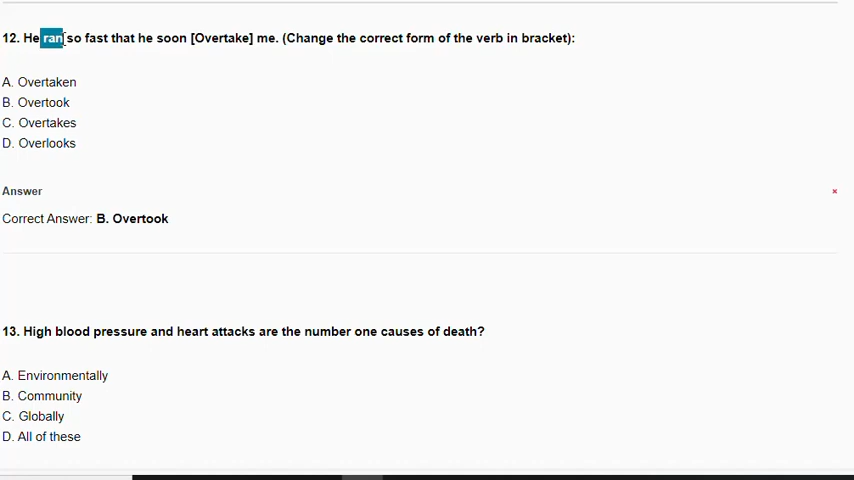 12. He ran so fast that he soon [Overtake] me. (Change the correct form of the verb in bracket):
A. Overtaken
B. Overtook
C. Overtakes
D. Overlooks
Answer
×
Correct Answer: B. Overtook
13. High blood pressure and heart attacks are the number one causes of death?
A. Environmentally
B. Community
C. Globally
D. All of these